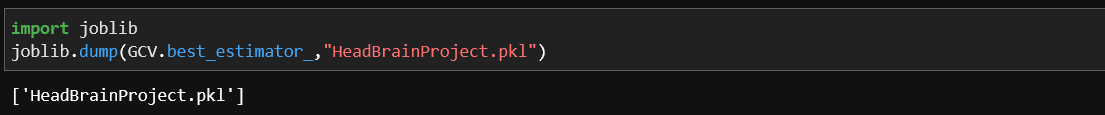 import joblib
joblib.dump(GCV.best_estimator_,"HeadBrainProject.pkl")
['HeadBrainProject.pkl']